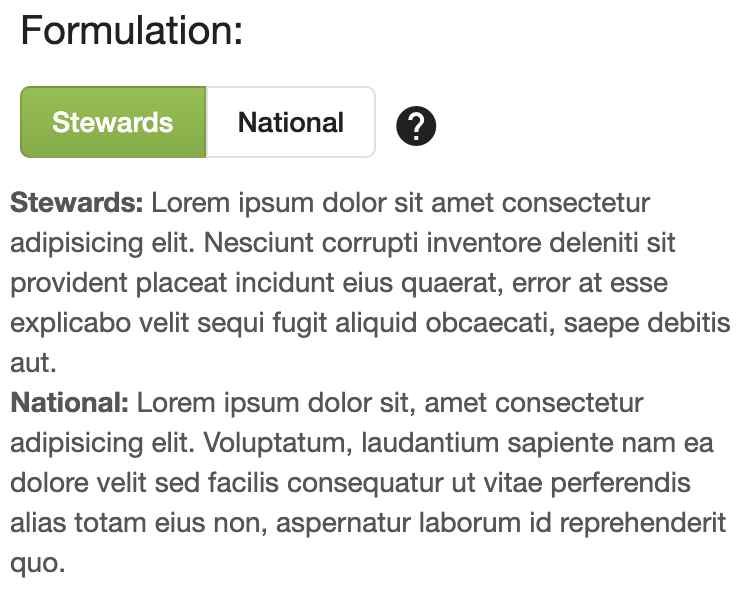 Formulation:
Stewards National ?
Stewards: Lorem ipsum dolor sit amet consectetur
adipisicing elit. Nesciunt corrupti inventore deleniti sit
provident placeat incidunt eius quaerat, error at esse
explicabo velit sequi fugit aliquid obcaecati, saepe debitis
aut.
National: Lorem ipsum dolor sit, amet consectetur
adipisicing elit. Voluptatum, laudantium sapiente nam ea
dolore velit sed facilis consequatur ut vitae perferendis
alias totam eius non, aspernatur laborum id reprehenderit
quo.